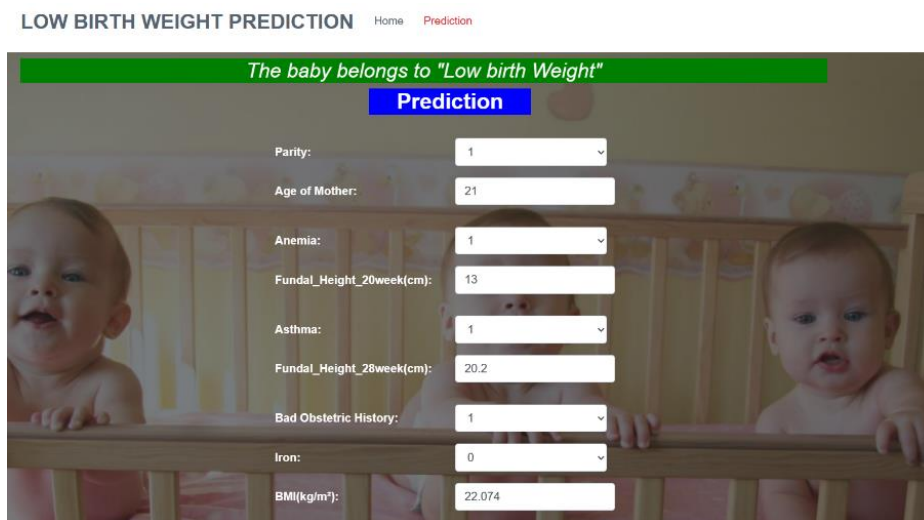 LOW BIRTH WEIGHT PREDICTION Home Prediction
The baby belongs to "Low birth Weight"
Prediction
Parity: 1
Age of Mother: 21
Anemia: 1
Fundal_Height_20week(cm): 13
Asthma: 1
Fundal_Height_28week(cm): 20.2
Bad Obstetric History: 1
Iron: 0
BMI(kg/m²): 22.074